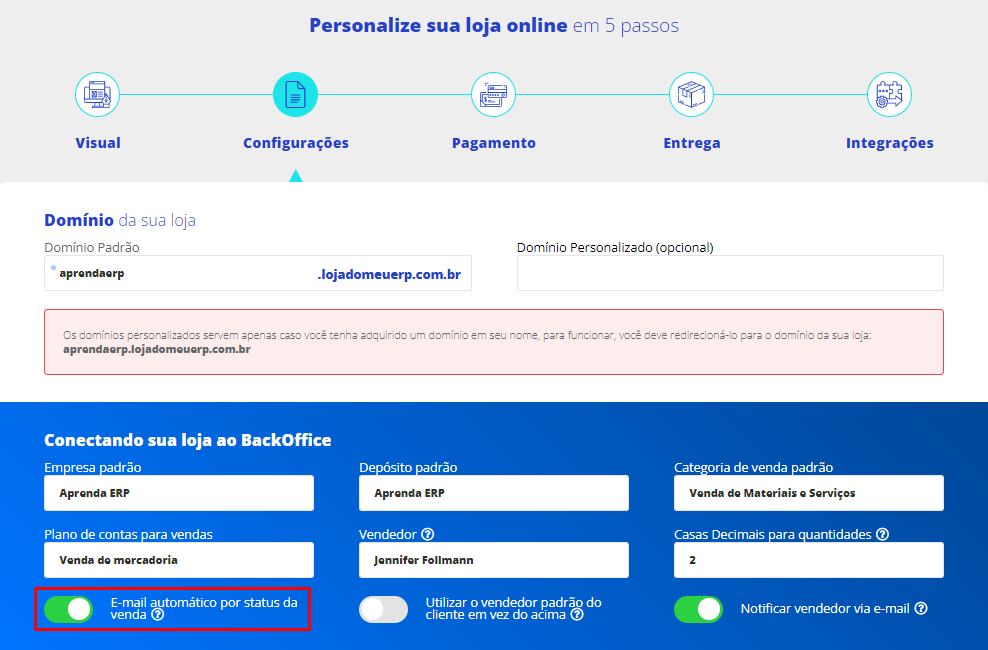 Personalize sua loja online em 5 passos
Visual
Configurações
Pagamento
Entrega
Integrações
Domínio da sua loja
Domínio Padrão
Domínio Personalizado (opcional)
* aprendaerp .lojadomeuerp.com.br
Os domínios personalizados servem apenas caso você tenha adquirido um domínio em seu nome, para funcionar, você deve redirecioná-lo para o domínio da sua loja:
aprendaerp.lojadomeuerp.com.br
Conectando sua loja ao BackOffice
Empresa padrão
Depósito padrão
Categoria de venda padrão
Aprenda ERP
Aprenda ERP
Venda de Materiais e Serviços
Plano de contas para vendas
Vendedor ?
Casas Decimais para quantidades ?
Venda de mercadoria
Jennifer Follmann
2
E-mail automático por status da
venda ?
Utilizar o vendedor padrão do
cliente em vez do acima ?
Notificar vendedor via e-mail ?